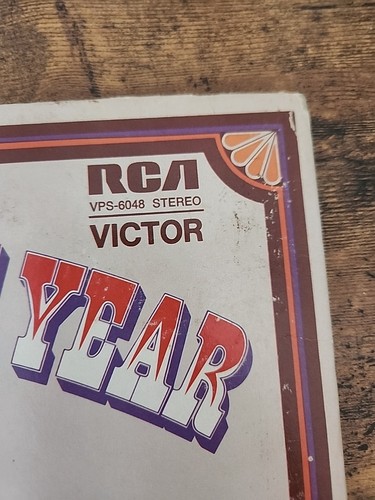 RCA
VPS-6048 STEREO
VICTOR
YEAR